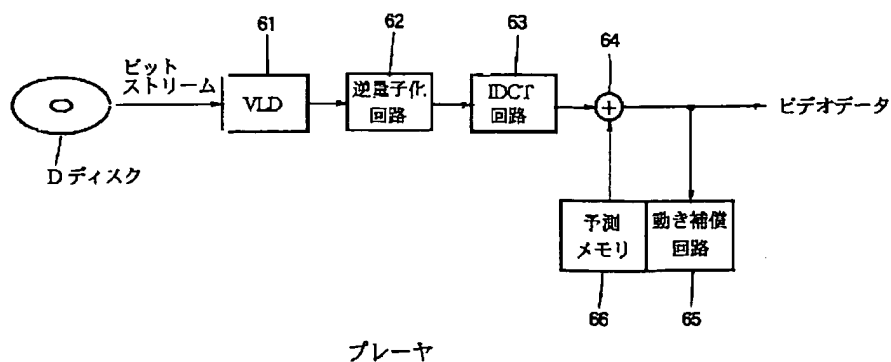 61
62
63
64
ビット
ストリーム
VLD
逆量子化
回路
IDCT
回路
+
ビデオデータ
D ディスク
予測
メモリ
動き補償
回路
66
65
プレーヤ